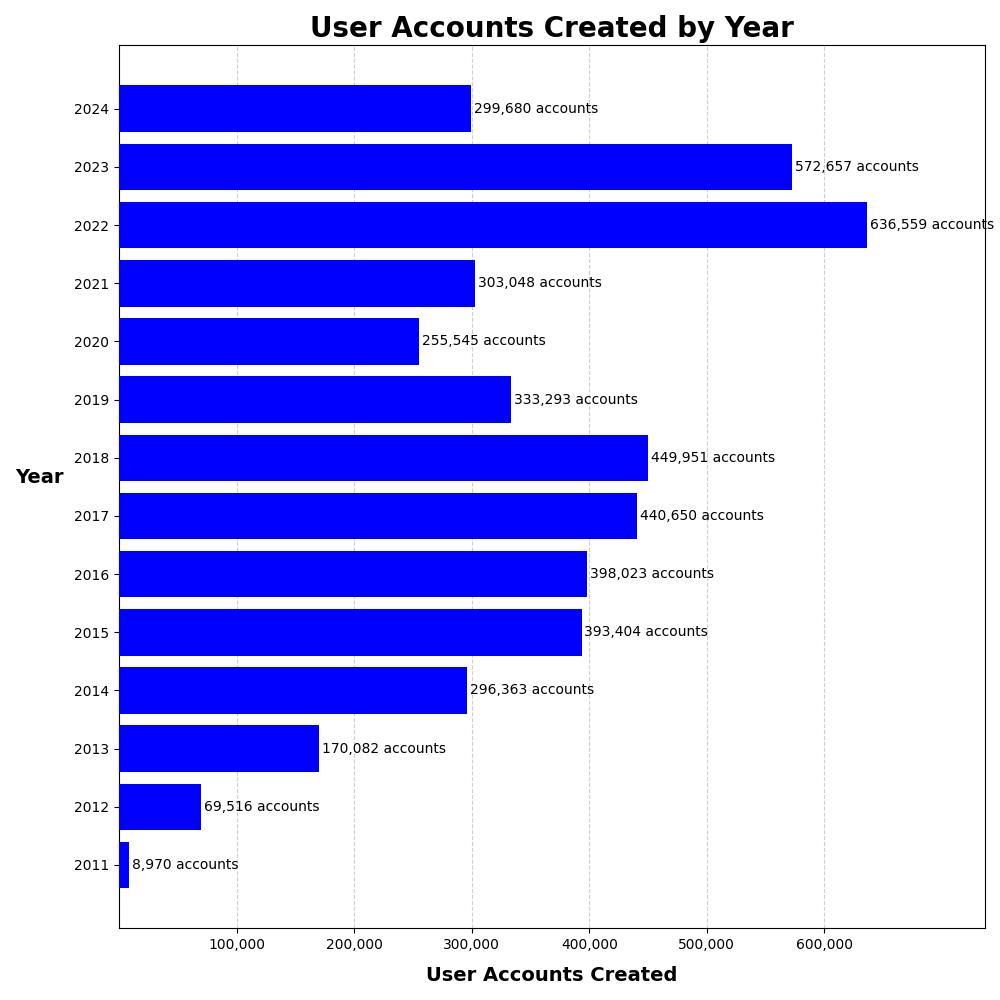 User Accounts Created by Year
2024 299,680 accounts
2023 572,657 accounts
2022 636,559 accounts
2021 303,048 accounts
2020 255,545 accounts
2019 333,293 accounts
2018 449,951 accounts
Year
2017 440,650 accounts
2016 398,023 accounts
2015 393,404 accounts
2014 296,363 accounts
2013 170,082 accounts
2012 69,516 accounts
2011 8,970 accounts
100,000 200,000 300,000 400,000 500,000 600,000
User Accounts Created